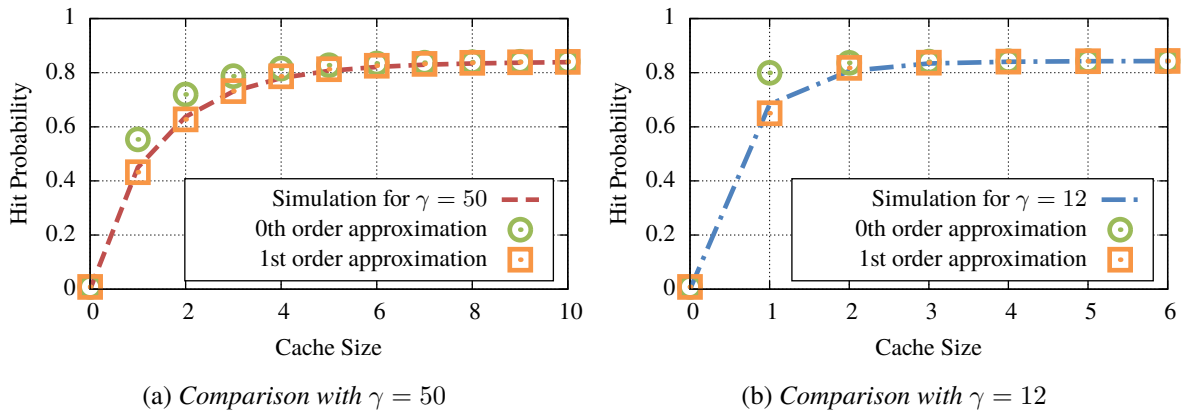 1
0.8
0.6
0.4
0.2
0
Hit Probability
Simulation for γ = 50
0th order approximation
1st order approximation
0 2 4 6 8 10
Cache Size
(a) Comparison with γ = 50
1
0.8
0.6
0.4
0.2
0
Hit Probability
Simulation for γ = 12
0th order approximation
1st order approximation
0 1 2 3 4 5 6
Cache Size
(b) Comparison with γ = 12